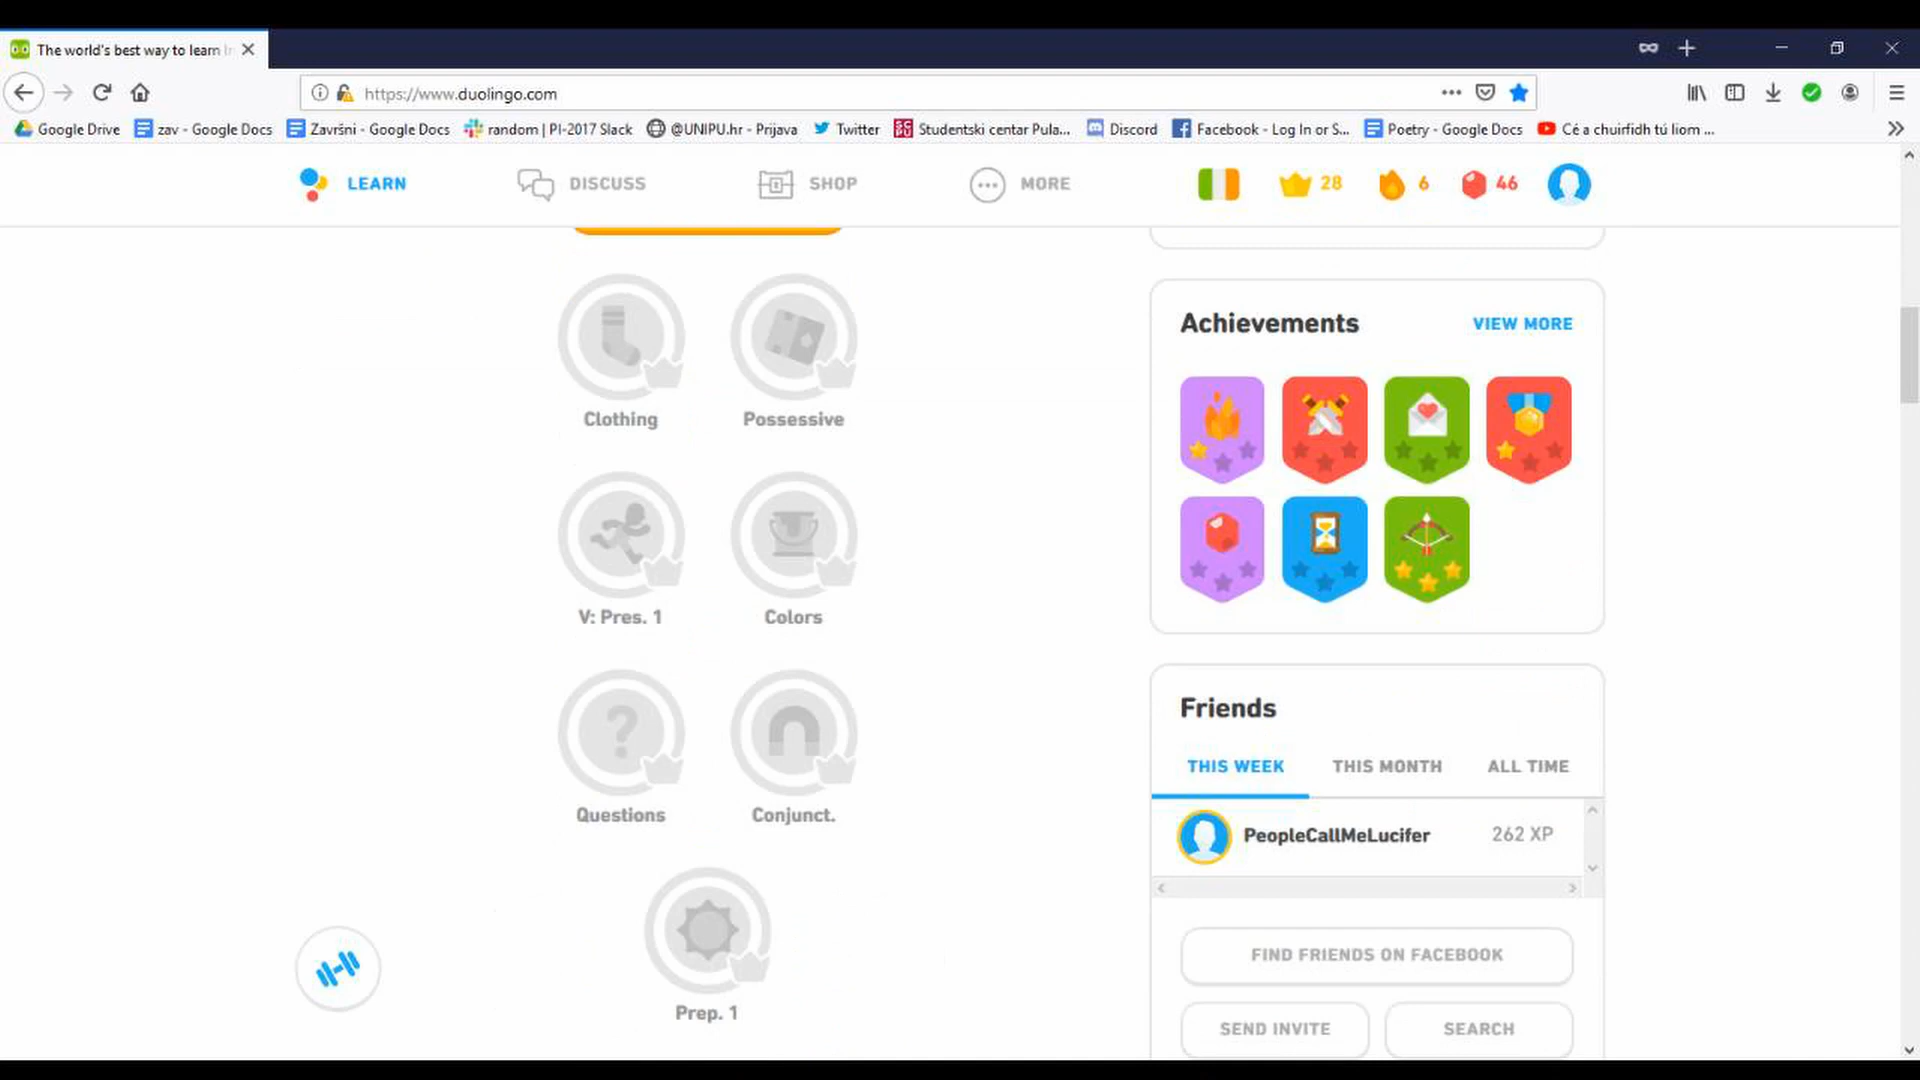 The world's best way to learn
https://www.duolingo.com
Google Drive
zav - Google Docs
Završni - Google Docs
random | PI-2017 Slack
@UNIPU.hr - Prijava
Twitter
Studentski centar Pula...
Discord
Facebook - Log In or S...
Poetry - Google Docs
Cé a chuirfidh tú liom ...
LEARN
DISCUSS
SHOP
MORE
28
6
46
Clothing
Possessive
V: Pres. 1
Colors
Questions
Conjunct.
Prep. 1
Achievements
VIEW MORE
Friends
THIS WEEK
THIS MONTH
ALL TIME
PeopleCallMeLucifer
262 XP
FIND FRIENDS ON FACEBOOK
SEND INVITE
SEARCH